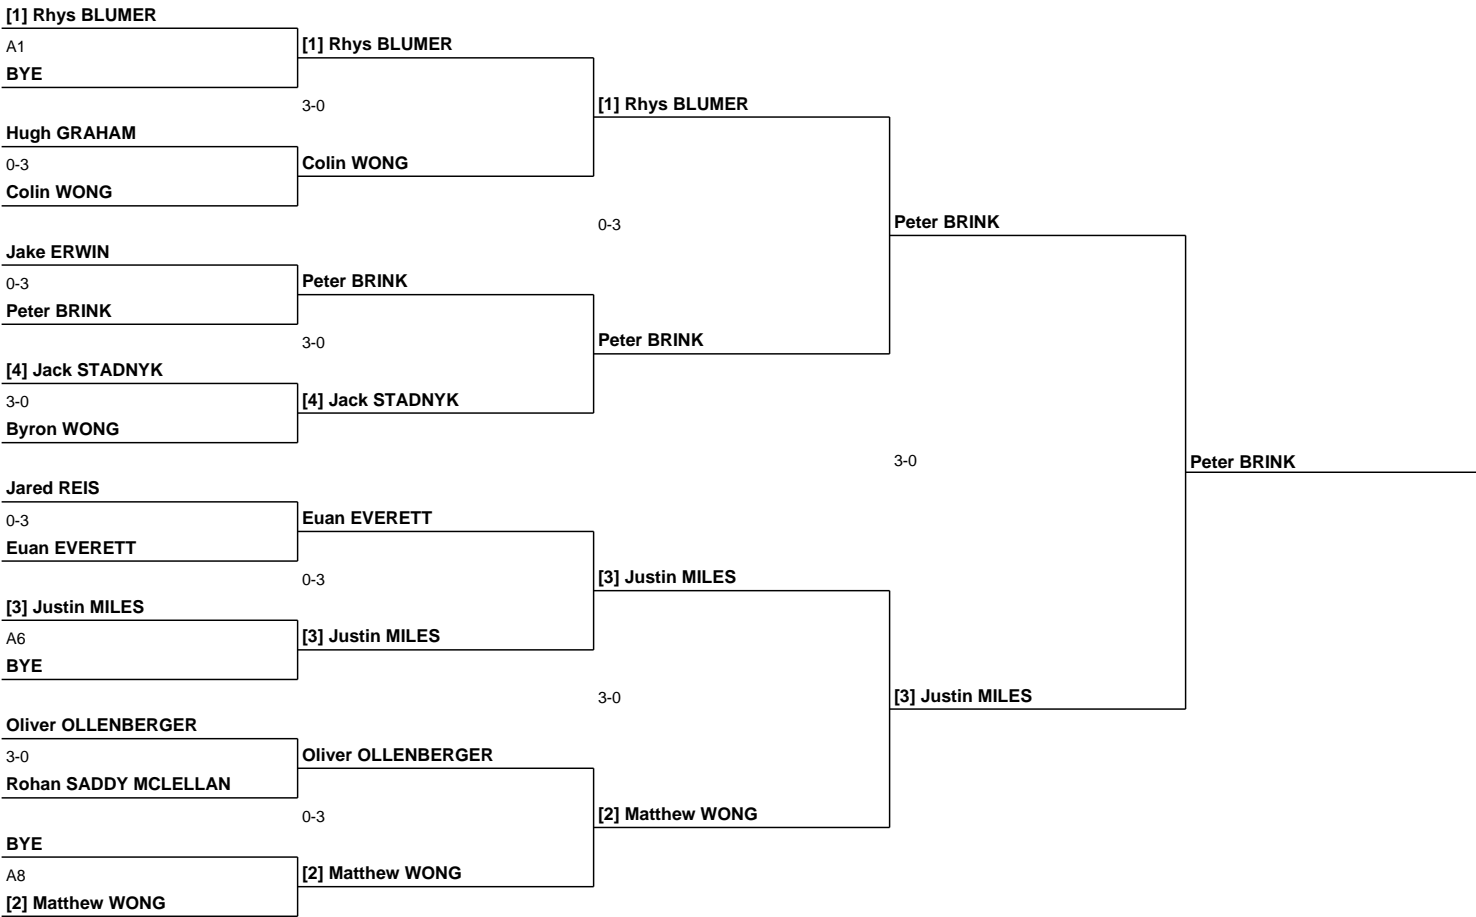 [1] Rhys BLUMER
A1
BYE
Hugh GRAHAM
0-3
Colin WONG
Jake ERWIN
0-3
Peter BRINK
[4] Jack STADNYK
3-0
Byron WONG
Jared REIS
0-3
Euan EVERETT
[3] Justin MILES
A6
BYE
Oliver OLLENBERGER
3-0
Rohan SADDY MCLELLAN
BYE
A8
[2] Matthew WONG
[1] Rhys BLUMER
3-0
Colin WONG
Peter BRINK
3-0
[4] Jack STADNYK
Euan EVERETT
0-3
[3] Justin MILES
Oliver OLLENBERGER
0-3
[2] Matthew WONG
[1] Rhys BLUMER
0-3
Peter BRINK
[3] Justin MILES
3-0
[2] Matthew WONG
Peter BRINK
3-0
[3] Justin MILES
Peter BRINK